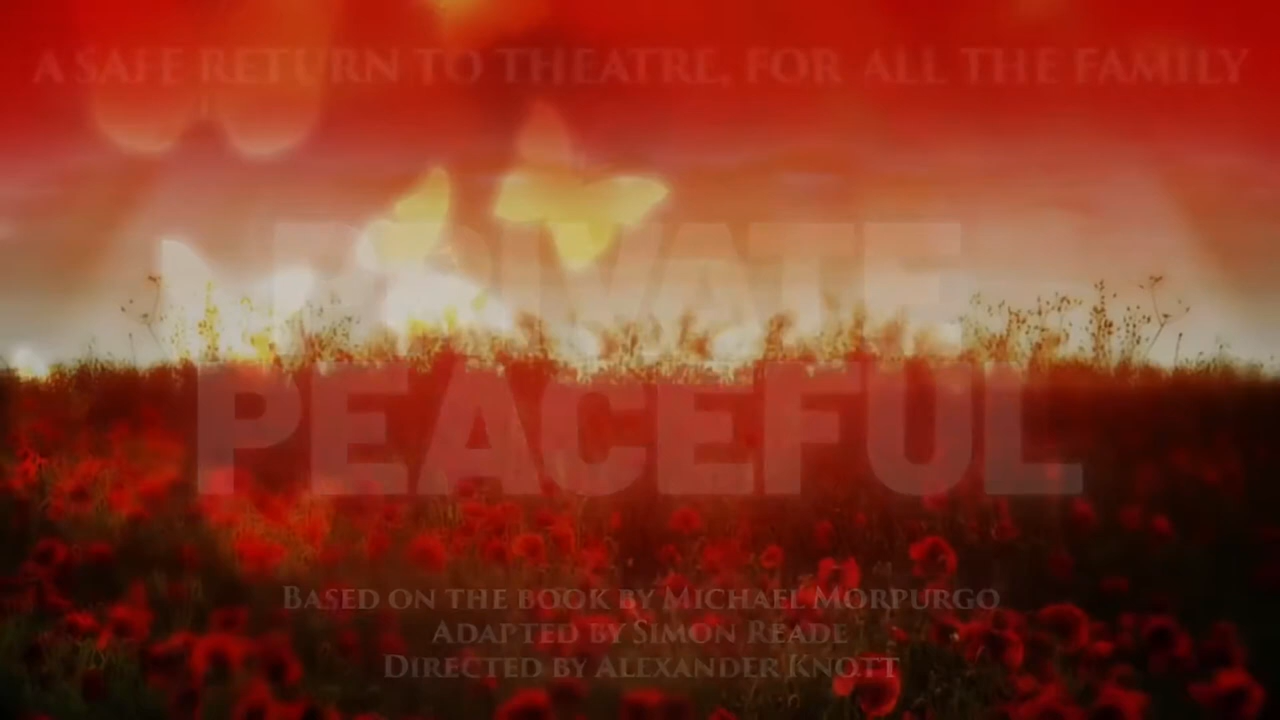 A SAFE RETURN TO THEATRE, FOR ALL THE FAMILY
PRIVATE
PEACEFUL
BASED ON THE BOOK BY MICHAEL MORPURGO
ADAPTED BY SIMON READE
DIRECTED BY ALEXANDER KNOTT